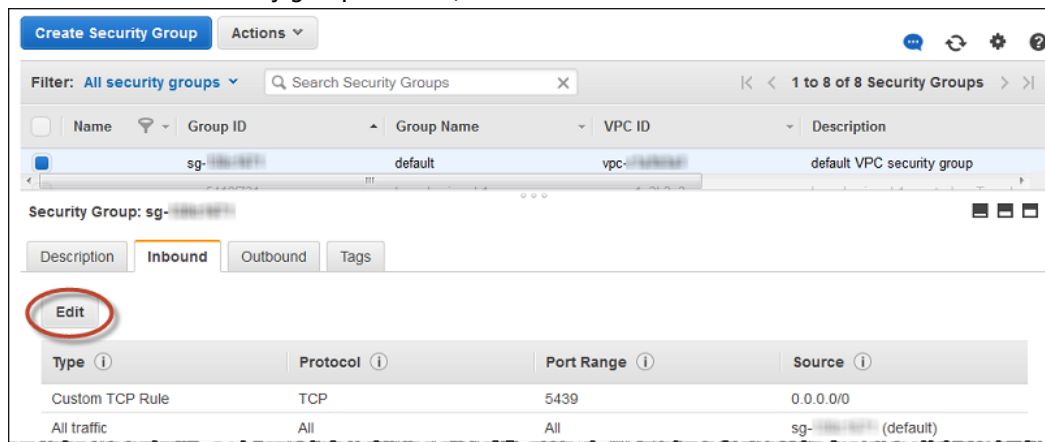 Create Security Group Actions
Filter: All security groups Search Security Groups 1 to 8 of 8 Security Groups
Name Group ID Group Name VPC ID Description
sg- default vpc- default VPC security group
Security Group: sg-
Description Inbound Outbound Tags
Edit
Type Protocol Port Range Source
Custom TCP Rule TCP 5439 0.0.0.0/0
All traffic All All sg- (default)